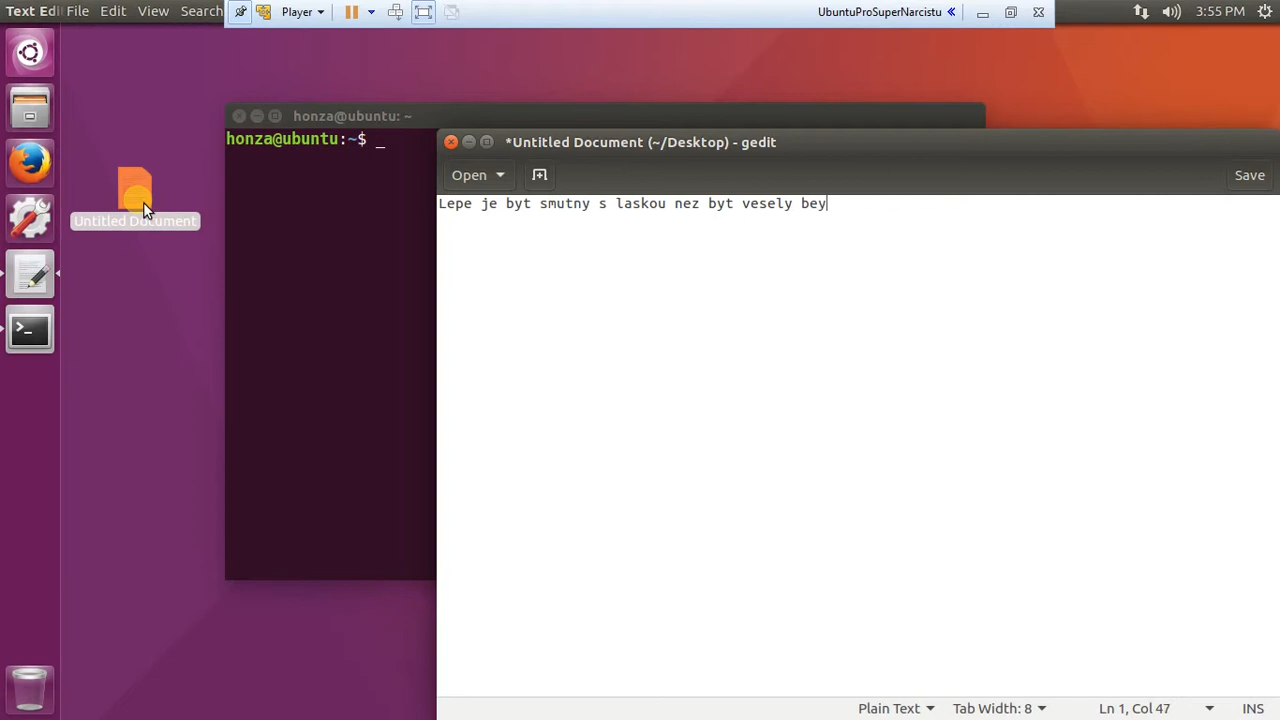 Text Edi File Edit View Search
Player
UbuntuProSuperNarcistu
3:55 PM
honza@ubuntu: ~
honza@ubuntu:~$ _
*Untitled Document (~/Desktop) - gedit
Open
Save
Lepe je byt smutny s laskou nez byt vesely bey
Untitled Document
Plain Text
Tab Width: 8
Ln 1, Col 47
INS